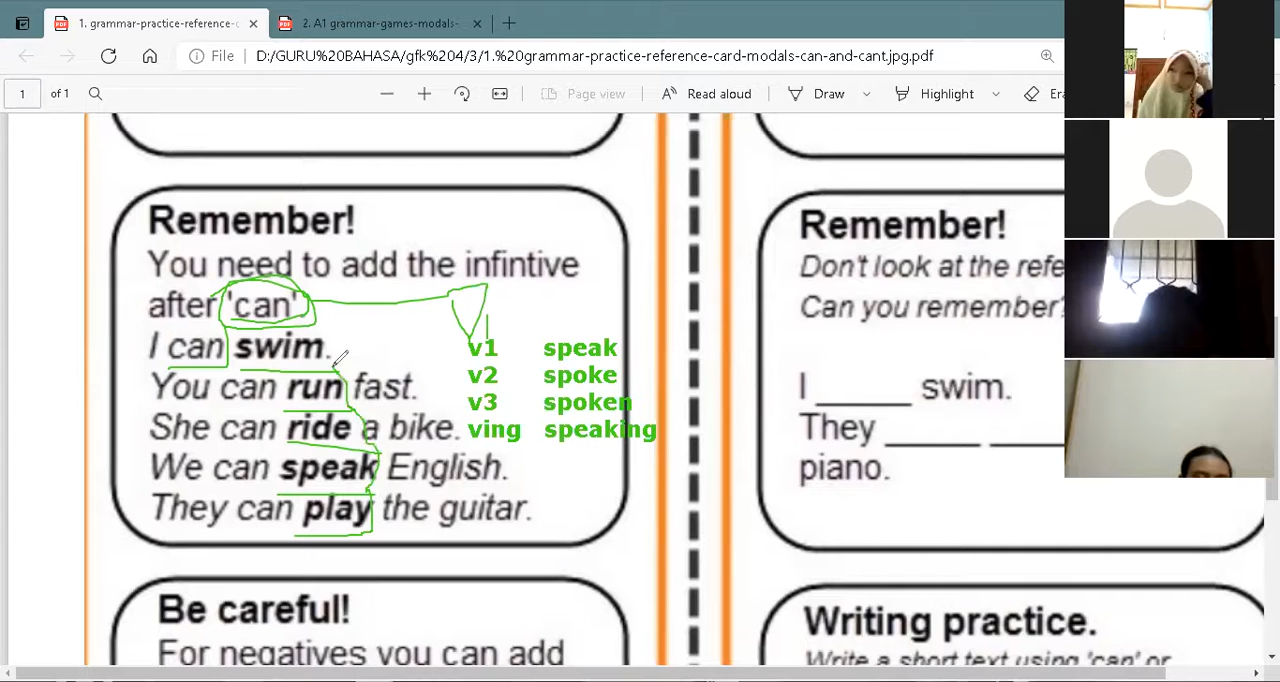 1. grammar-practice-reference-c
2. A1 grammar-games-modals-
File
D:/GURU%20BAHASA/gfk%204/3/1.%20grammar-practice-reference-card-modals-can-and-cant.jpg.pdf
1 of 1
Page view
Read aloud
Draw
Highlight
Era
Remember!
You need to add the infintive
after 'can'.
I can swim.
You can run fast.
She can ride a bike.
We can speak English.
They can play the guitar.
v1 speak
v2 spoke
v3 spoken
ving speaking
Be careful!
For negatives you can add
Remember!
Don't look at the refe
Can you remember?
I _____ swim.
They _____ _____
piano.
Writing practice.
Write a short text using 'can' or